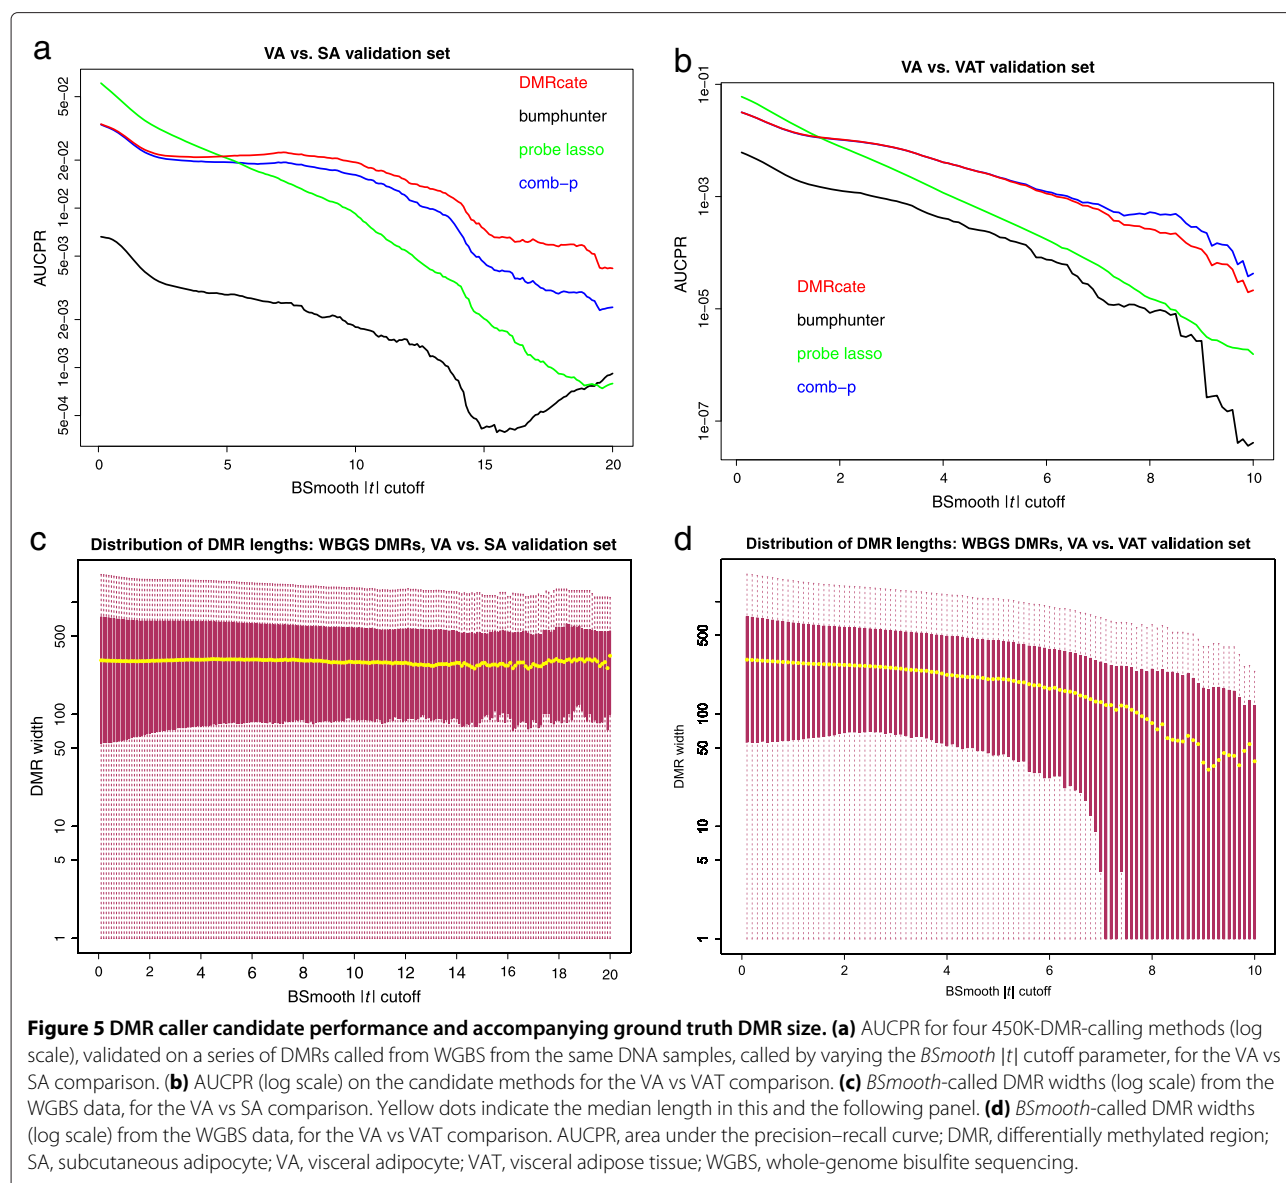 a
VA vs. SA validation set
AUCPR
5e−02
2e−02
1e−02
5e−03
2e−03
1e−03
5e−04
DMRcate
bumphunter
probe lasso
comb−p
0 5 10 15 20
BSmooth |t| cutoff
b
VA vs. VAT validation set
AUCPR
1e−01
1e−03
1e−05
1e−07
DMRcate
bumphunter
probe lasso
comb−p
0 2 4 6 8 10
BSmooth |t| cutoff
c
Distribution of DMR lengths: WBGS DMRs, VA vs. SA validation set
DMR width
500
100
50
10
5
1
0 2 4 6 8 10 12 14 16 18 20
BSmooth |t| cutoff
d
Distribution of DMR lengths: WBGS DMRs, VA vs. VAT validation set
DMR width
500
100
50
10
5
1
0 2 4 6 8 10
BSmooth |t| cutoff
Figure 5 DMR caller candidate performance and accompanying ground truth DMR size. (a) AUCPR for four 450K-DMR-calling methods (log
scale), validated on a series of DMRs called from WGBS from the same DNA samples, called by varying the BSmooth |t| cutoff parameter, for the VA vs
SA comparison. (b) AUCPR (log scale) on the candidate methods for the VA vs VAT comparison. (c) BSmooth-called DMR widths (log scale) from the
WGBS data, for the VA vs SA comparison. Yellow dots indicate the median length in this and the following panel. (d) BSmooth-called DMR widths
(log scale) from the WGBS data, for the VA vs VAT comparison. AUCPR, area under the precision–recall curve; DMR, differentially methylated region;
SA, subcutaneous adipocyte; VA, visceral adipocyte; VAT, visceral adipose tissue; WGBS, whole-genome bisulfite sequencing.